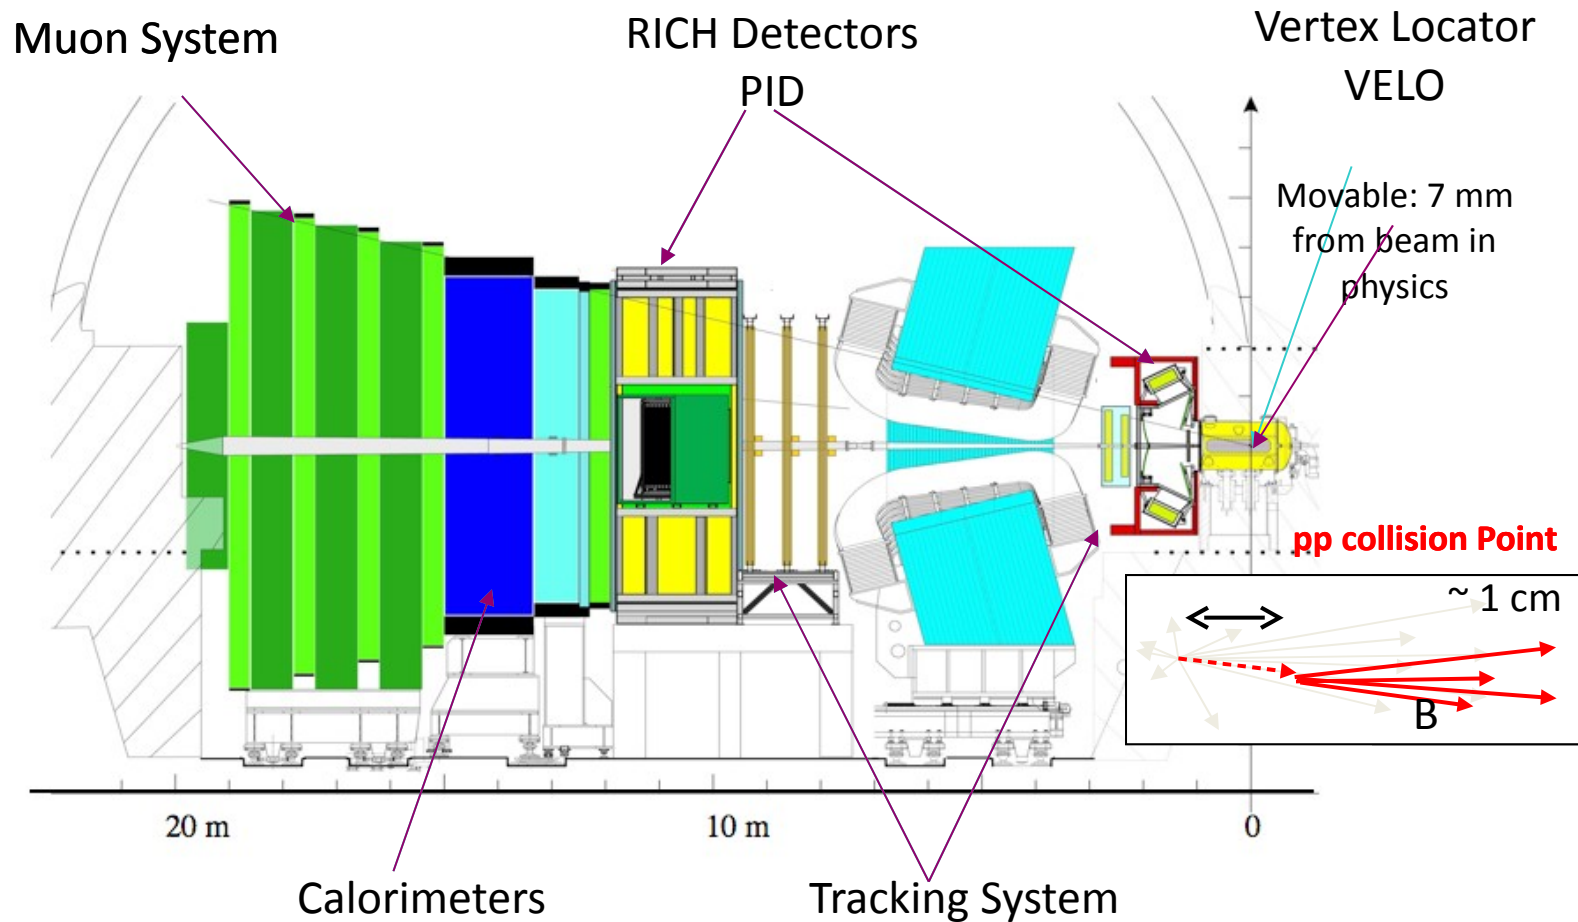 Muon System
RICH Detectors
PID
Vertex Locator
VELO
Movable: 7 mm
from beam in
physics
pp collision Point
~ 1 cm
B
20 m
10 m
0
Calorimeters
Tracking System